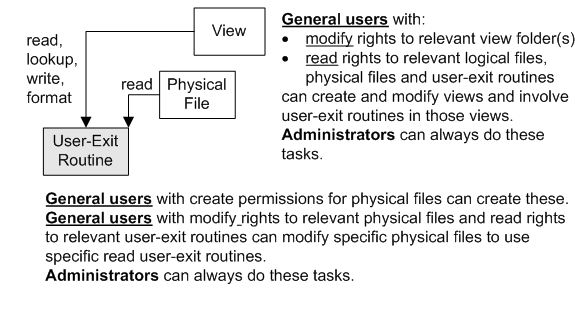 read,
lookup,
write,
format
View
read
Physical
File
User-Exit
Routine
General users with:
• modify rights to relevant view folder(s)
• read rights to relevant logical files,
physical files and user-exit routines
can create and modify views and involve
user-exit routines in those views.
Administrators can always do these
tasks.
General users with create permissions for physical files can create these.
General users with modify rights to relevant physical files and read rights
to relevant user-exit routines can modify specific physical files to use
specific read user-exit routines.
Administrators can always do these tasks.